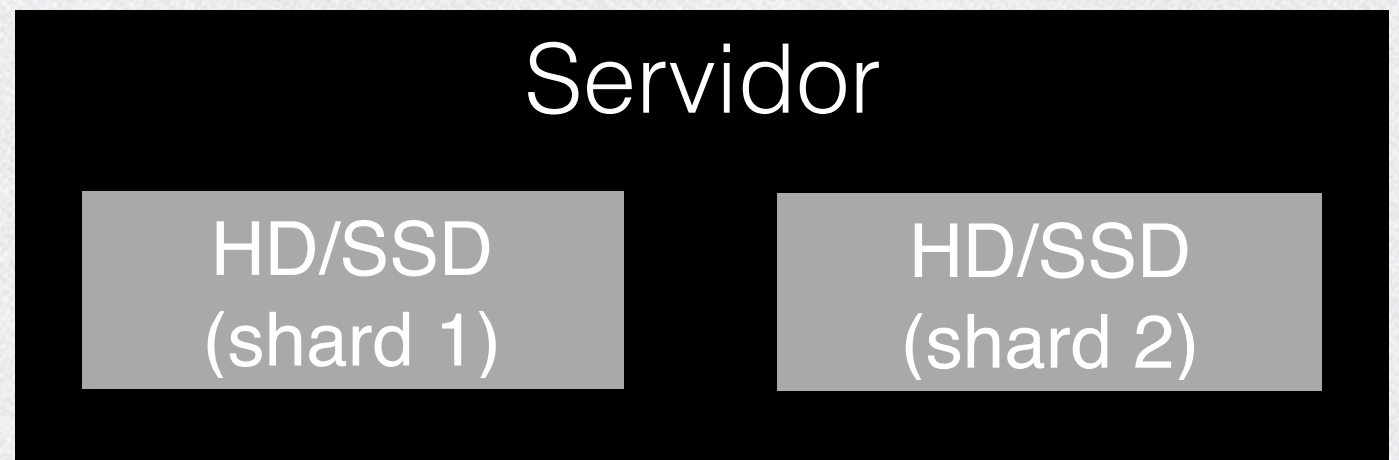 Servidor
HD/SSD
(shard 1)
HD/SSD
(shard 2)